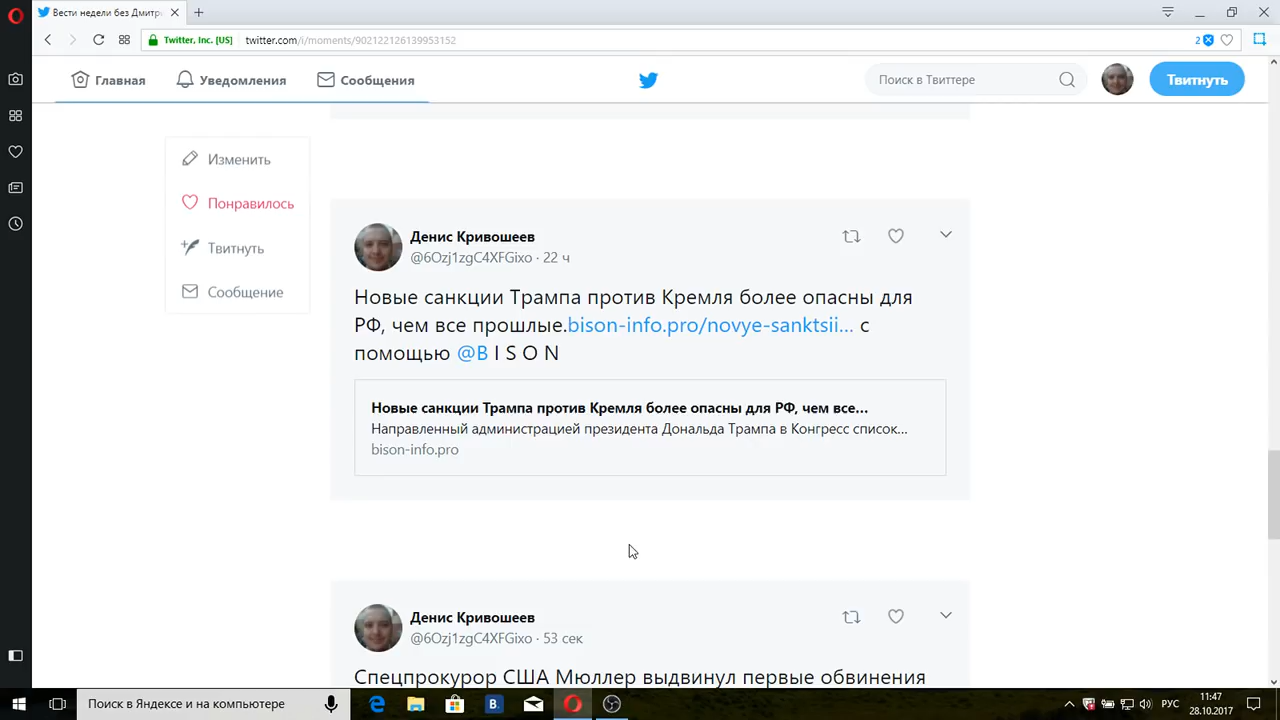 Вести недели без Дмитр
Twitter, Inc. [US]
twitter.com/i/moments/902122126139953152
2
Главная
Уведомления
Сообщения
Поиск в Твиттере
Твитнуть
Изменить
Понравилось
Твитнуть
Сообщение
Денис Кривошеев
@6Ozj1zgC4XFGixo · 22 ч
Новые санкции Трампа против Кремля более опасны для
РФ, чем все прошлые.bison-info.pro/novye-sanktsii... с
помощью @B I S O N
Новые санкции Трампа против Кремля более опасны для РФ, чем все...
Направленный администрацией президента Дональда Трампа в Конгресс список...
bison-info.pro
Денис Кривошеев
@6Ozj1zgC4XFGixo · 53 сек
Спецпрокурор США Мюллер выдвинул первые обвинения
Поиск в Яндексе и на компьютере
B.
РУС
11:47
28.10.2017